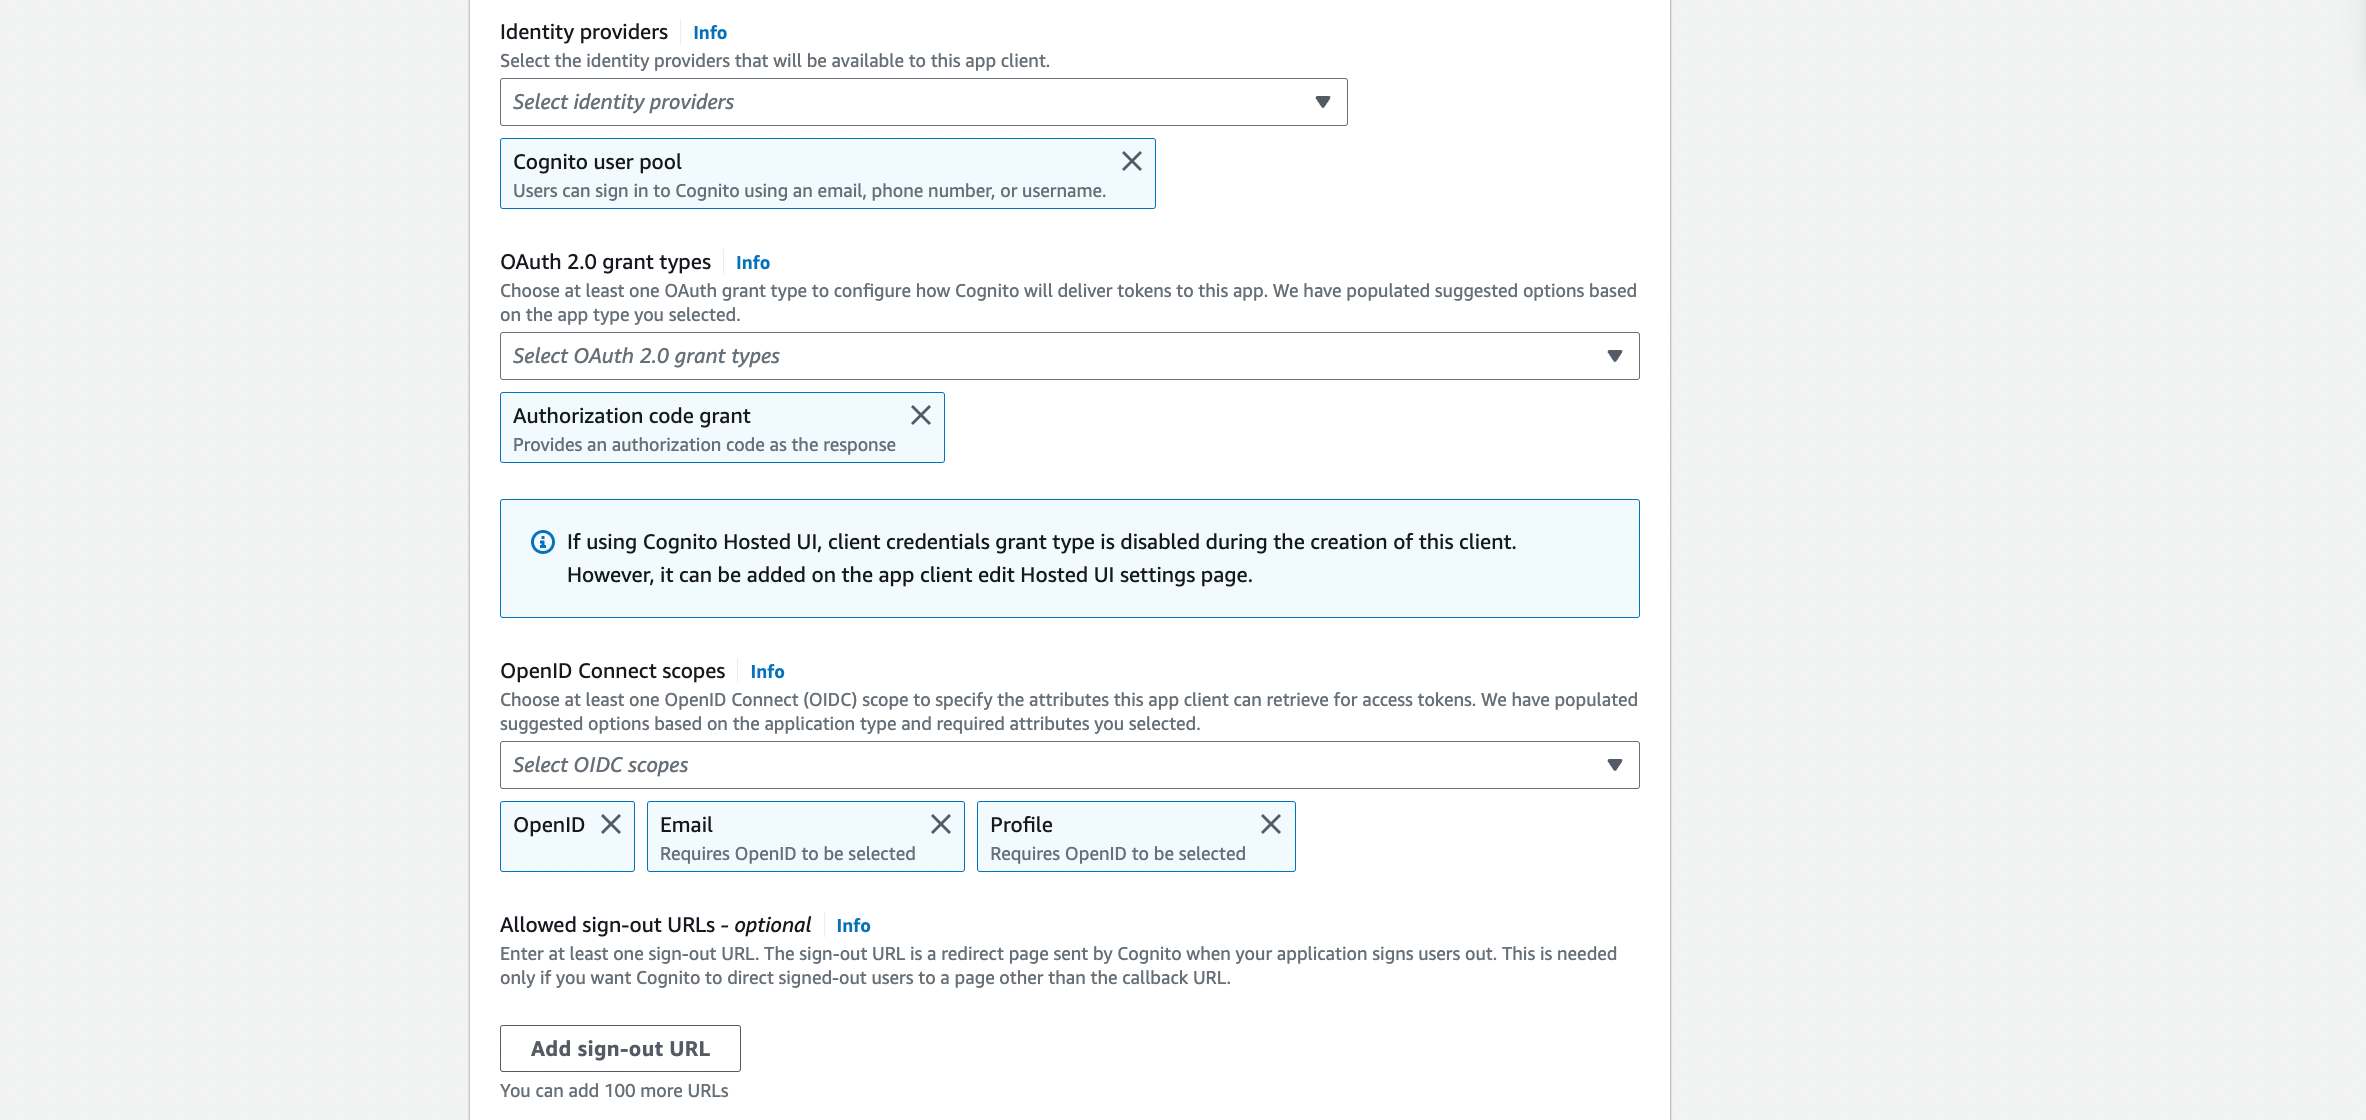 Identity providers Info
Select the identity providers that will be available to this app client.
Select identity providers
Cognito user pool
Users can sign in to Cognito using an email, phone number, or username.
OAuth 2.0 grant types Info
Choose at least one OAuth grant type to configure how Cognito will deliver tokens to this app. We have populated suggested options based
on the app type you selected.
Select OAuth 2.0 grant types
Authorization code grant
Provides an authorization code as the response
If using Cognito Hosted UI, client credentials grant type is disabled during the creation of this client.
However, it can be added on the app client edit Hosted UI settings page.
OpenID Connect scopes Info
Choose at least one OpenID Connect (OIDC) scope to specify the attributes this app client can retrieve for access tokens. We have populated
suggested options based on the application type and required attributes you selected.
Select OIDC scopes
OpenID Email Profile
Requires OpenID to be selected Requires OpenID to be selected
Allowed sign-out URLs - optional Info
Enter at least one sign-out URL. The sign-out URL is a redirect page sent by Cognito when your application signs users out. This is needed
only if you want Cognito to direct signed-out users to a page other than the callback URL.
Add sign-out URL
You can add 100 more URLs